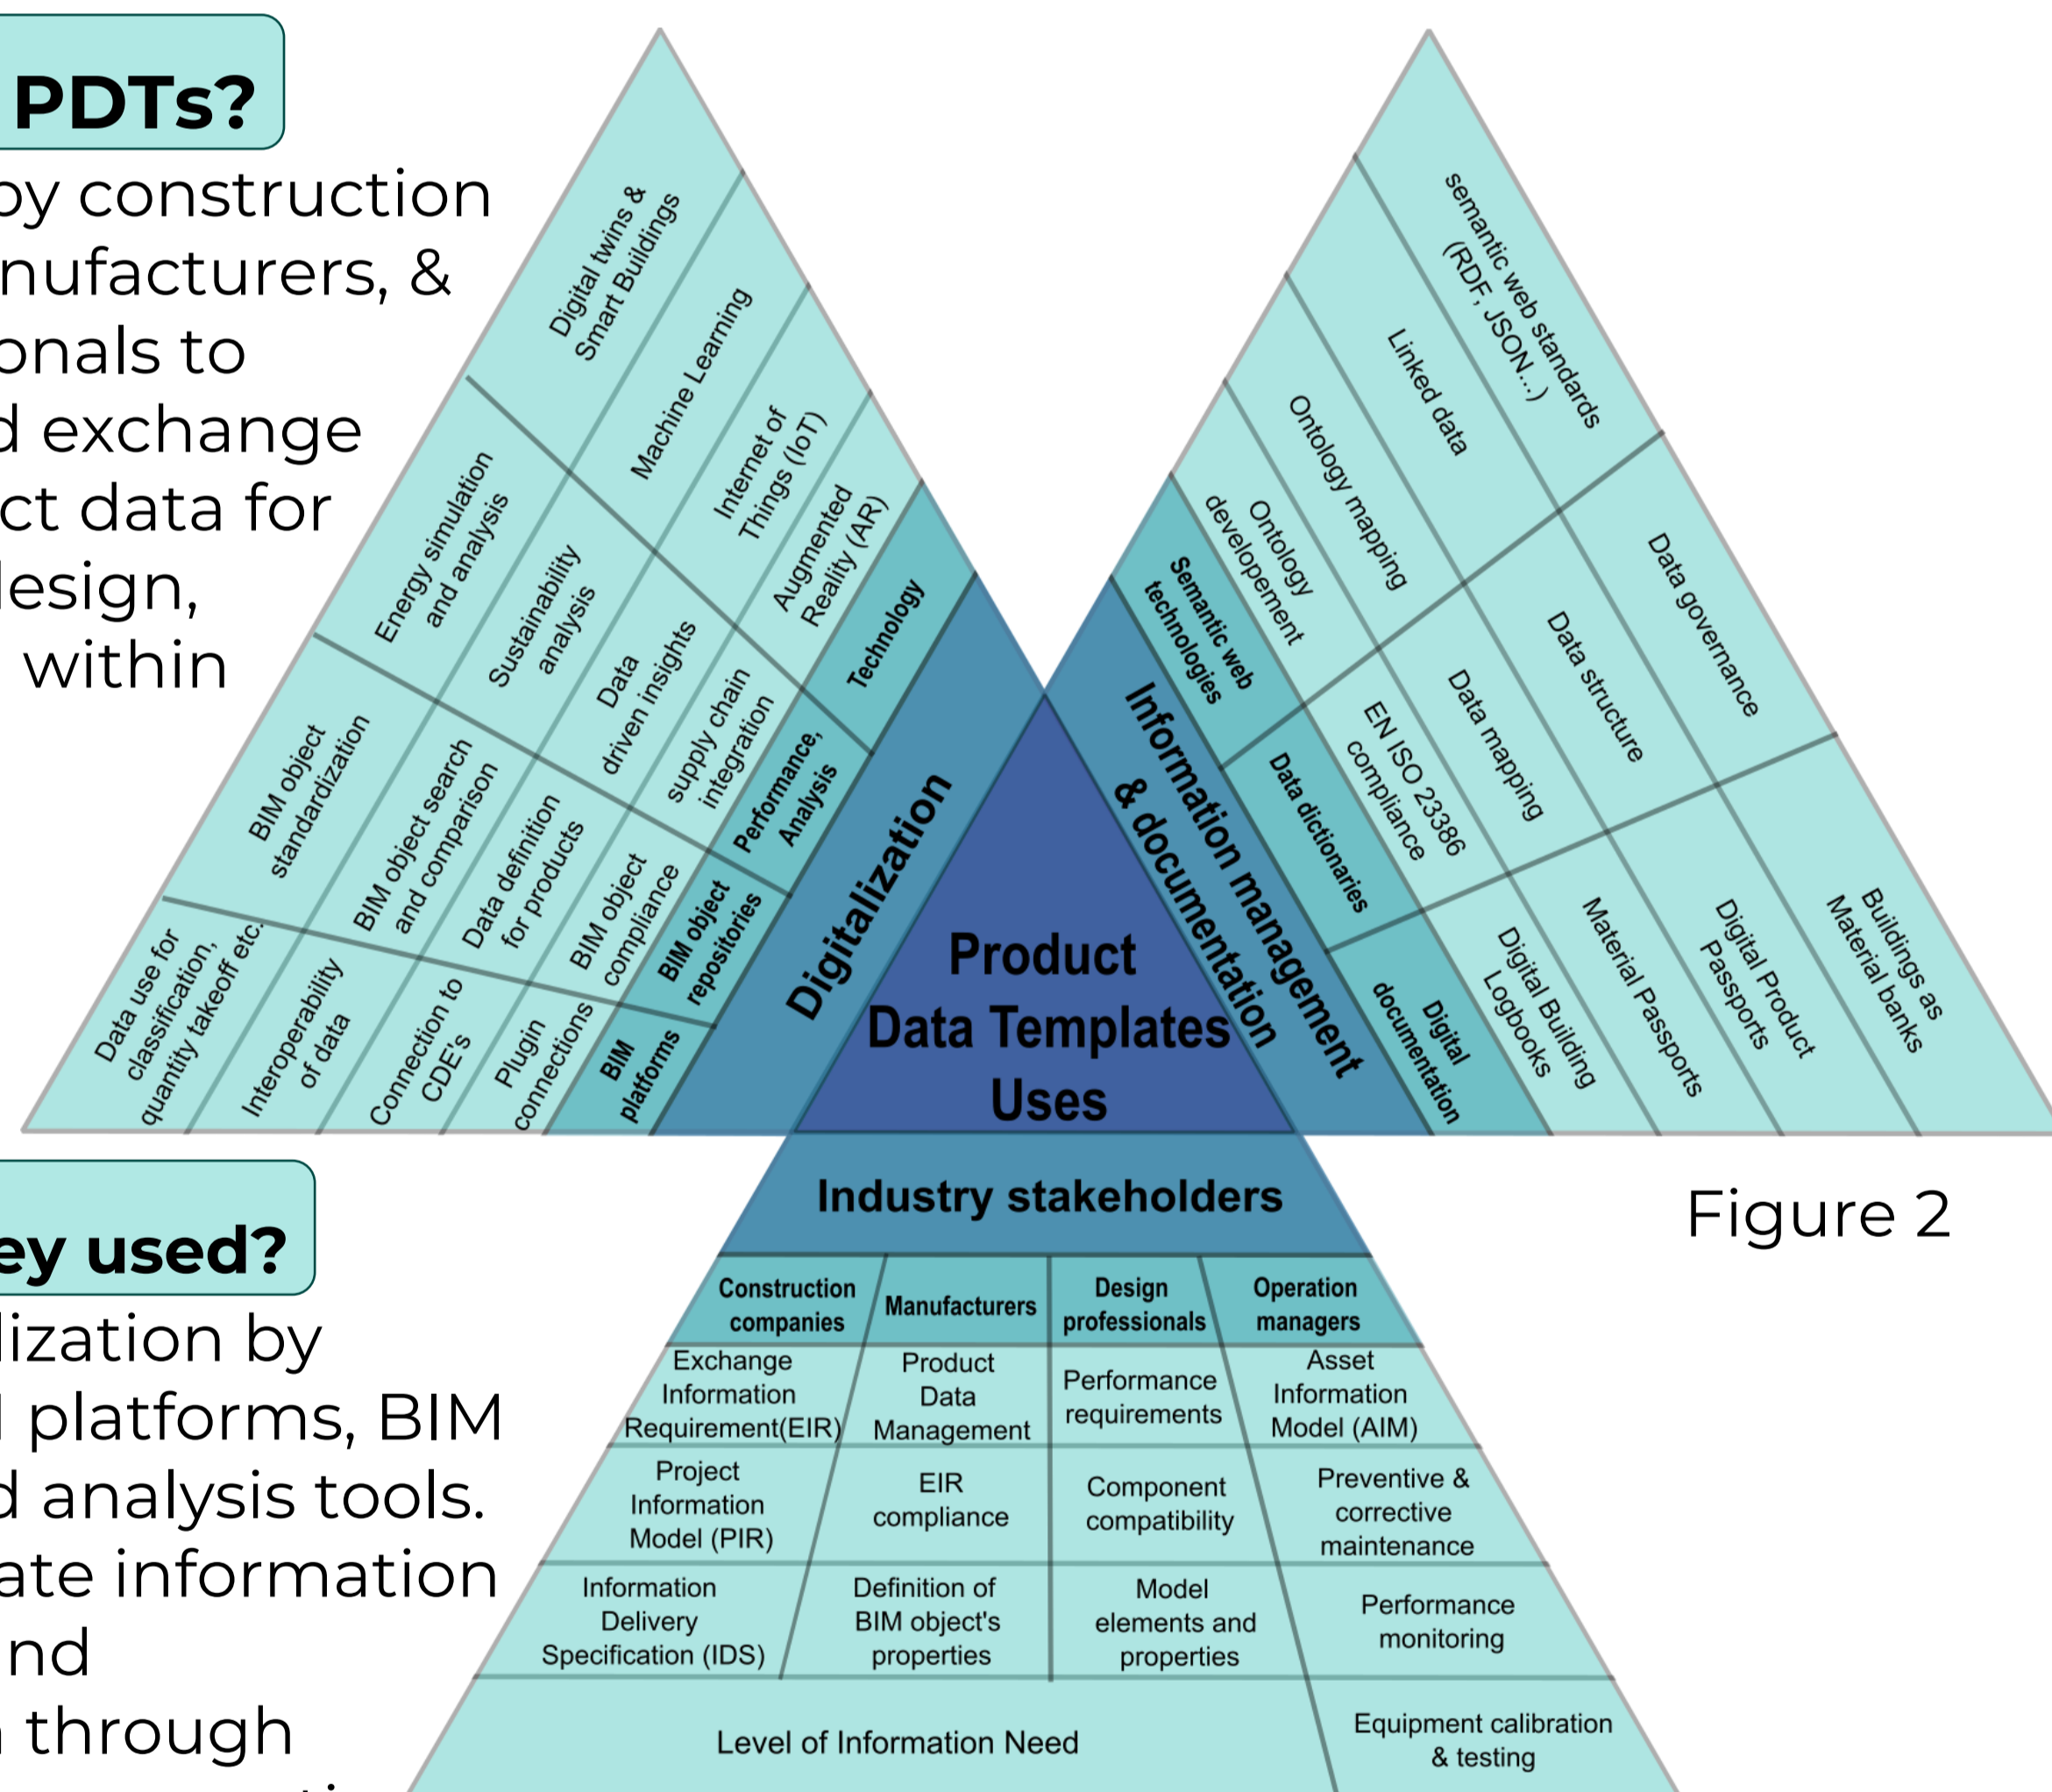 PDTs?
by construction
nufacturers, &
onals to
d exchange
ct data for
design,
within
Digital twins &
Smart Buildings
Machine Learning
Internet of
Things (IoT)
Augmented
Reality (AR)
Technology
Energy simulation
and analysis
Sustainability
analysis
Data
driven insights
supply chain
integration
Performance,
Analysis
BIM object
standardization
BIM object search
and comparison
Data definition
for products
BIM object
compliance
BIM object
repositories
Data use for
classification,
quantity takeoff etc.
Interoperability
of data
Connection to
CDE's
Plugin
connections
BIM
platforms
Digitalization
Product
Data Templates
Uses
Information management
& documentation
Semantic web
technologies
Ontology
developement
Ontology mapping
Linked data
semantic web standards
(RDF, JSON...)
Data dictionaries
EN ISO 23386
compliance
Data mapping
Data structure
Data governance
Digital
documentation
Digital Building
Logbooks
Material Passports
Digital Product
Passports
Buildings as
Material banks
Figure 2
ey used?
lization by
platforms, BIM
d analysis tools.
ate information
nd
through
Industry stakeholders
Construction
companies
Manufacturers
Design
professionals
Operation
managers
Exchange
Information
Requirement(EIR)
Product
Data
Management
Performance
requirements
Asset
Information
Model (AIM)
Project
Information
Model (PIR)
EIR
compliance
Component
compatibility
Preventive &
corrective
maintenance
Information
Delivery
Specification (IDS)
Definition of
BIM object's
properties
Model
elements and
properties
Performance
monitoring
Level of Information Need
Equipment calibration
& testing